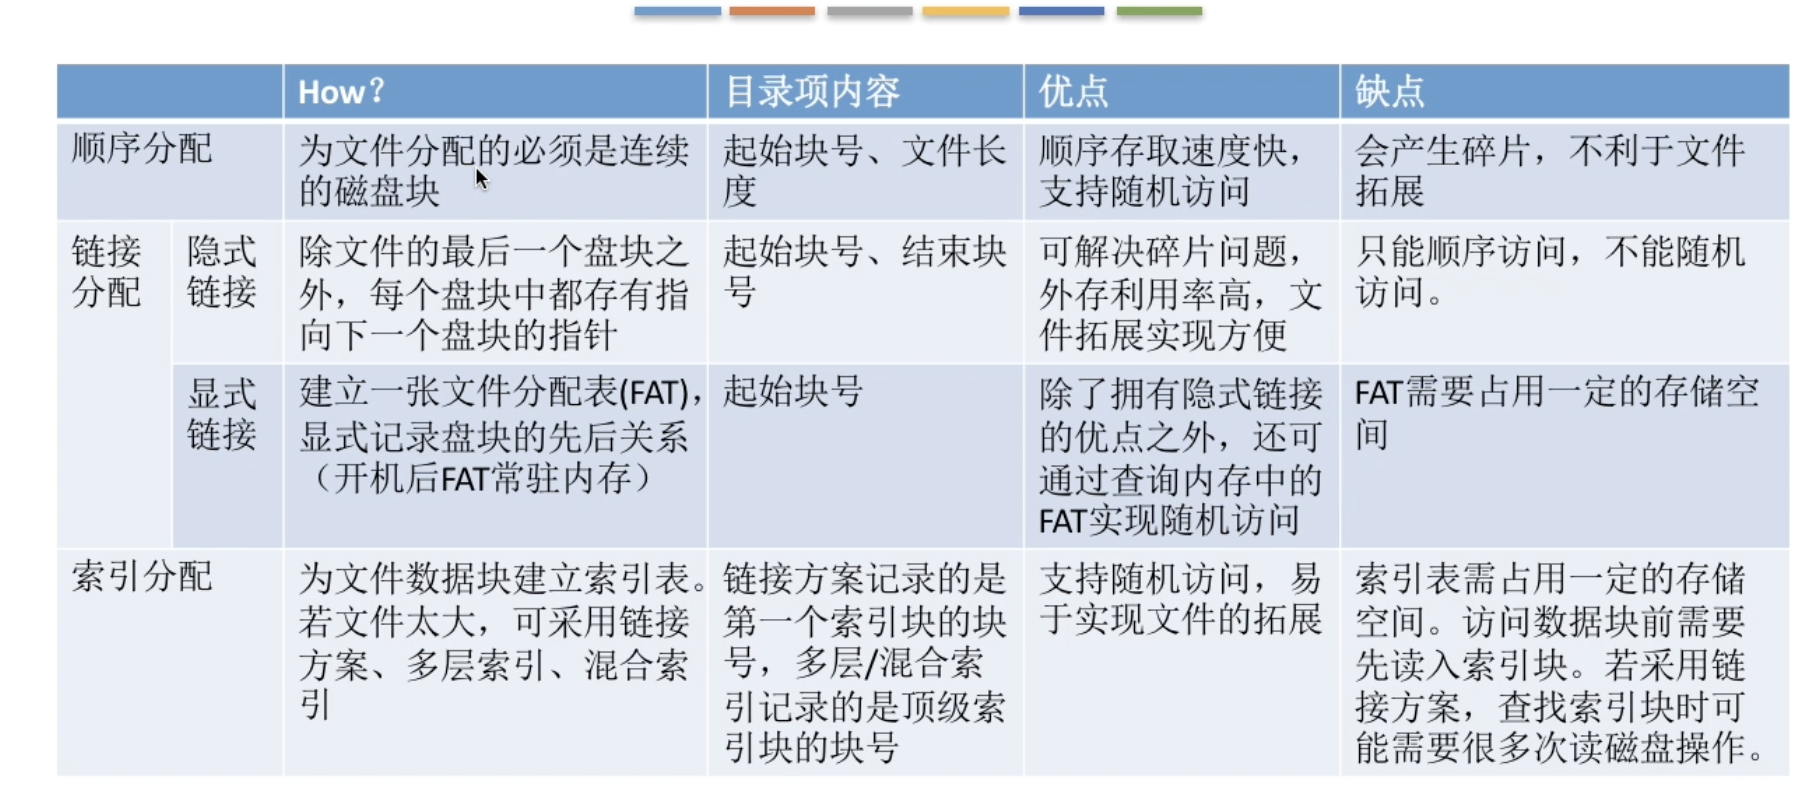 How?
目录项内容
优点
缺点
顺序分配
为文件分配的必须是连续
的磁盘块
起始块号、文件长
度
顺序存取速度快，
支持随机访问
会产生碎片，不利于文件
拓展
链接
分配
隐式
链接
除文件的最后一个盘块之
外，每个盘块中都存有指
向下一个盘块的指针
起始块号、结束块
号
可解决碎片问题，
外存利用率高，文
件拓展实现方便
只能顺序访问，不能随机
访问。
显式
链接
建立一张文件分配表(FAT)，
显式记录盘块的先后关系
（开机后FAT常驻内存）
起始块号
除了拥有隐式链接
的优点之外，还可
通过查询内存中的
FAT实现随机访问
FAT需要占用一定的存储空
间
索引分配
为文件数据块建立索引表。
若文件太大，可采用链接
方案、多层索引、混合索
引
链接方案记录的是
第一个索引块的块
号，多层/混合索
引记录的是顶级索
引块的块号
支持随机访问，易
于实现文件的拓展
索引表需占用一定的存储
空间。访问数据块前需要
先读入索引块。若采用链
接方案，查找索引块时可
能需要很多次读磁盘操作。